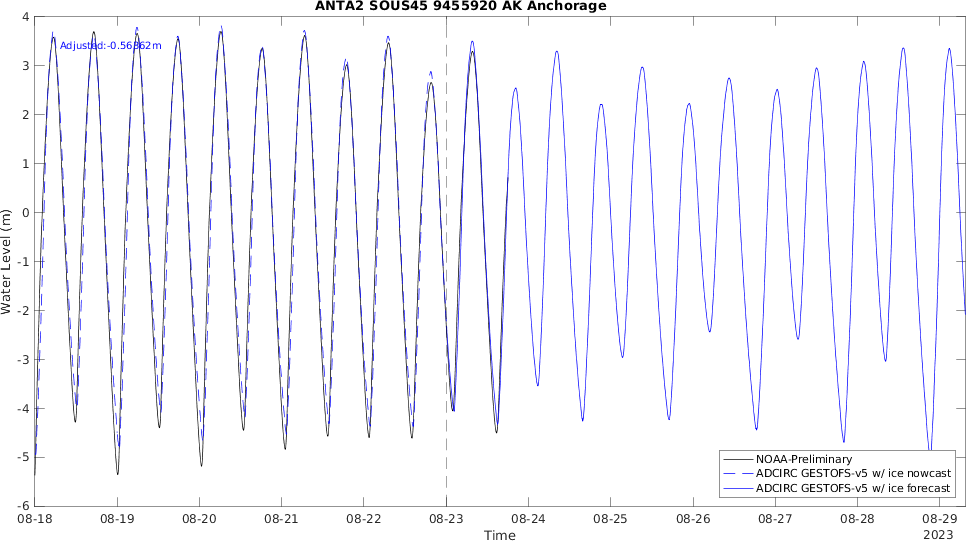 ANTA2 SOUS45 9455920 AK Anchorage
Adjusted:-0.56362m
Water Level (m)
4
3
2
1
0
-1
-2
-3
-4
-5
-6
NOAA-Preliminary
ADCIRC GESTOFS-v5 w/ ice nowcast
ADCIRC GESTOFS-v5 w/ ice forecast
08-18 08-19 08-20 08-21 08-22 08-23 08-24 08-25 08-26 08-27 08-28 08-29
Time
2023